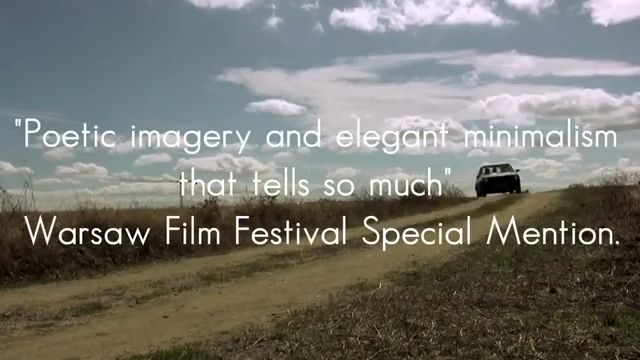 "Poetic imagery and elegant minimalism
that tells so much"
Warsaw Film Festival Special Mention.